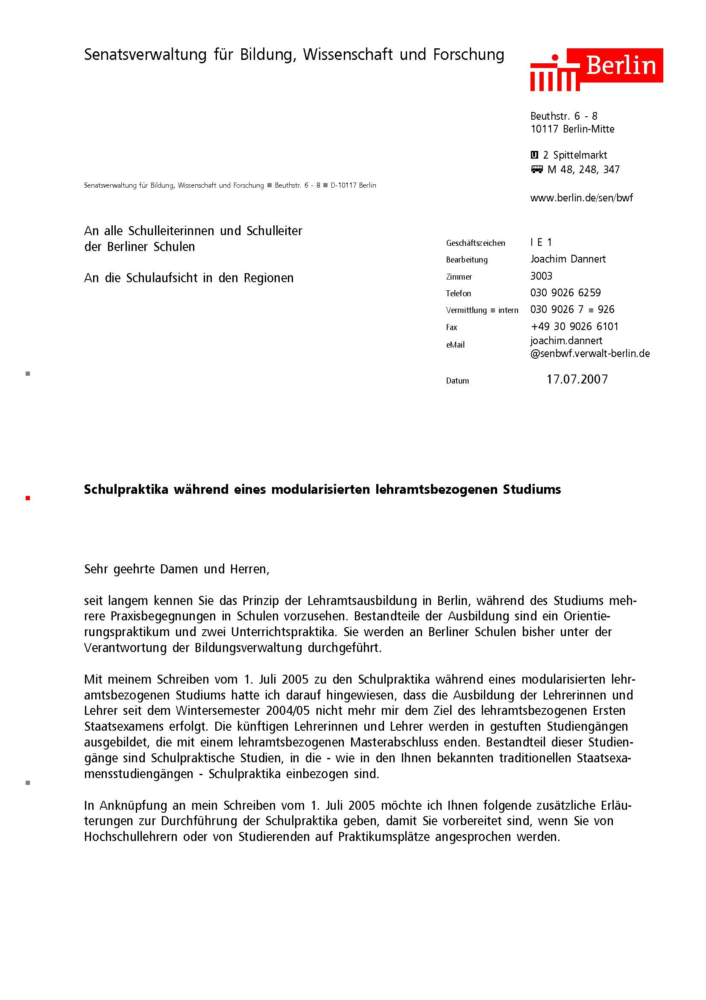 Senatsverwaltung für Bildung, Wissenschaft und Forschung
Berlin
Beuthstr. 6 - 8
10117 Berlin-Mitte
U 2 Spittelmarkt
M 48, 248, 347
www.berlin.de/sen/bwf
Senatsverwaltung für Bildung, Wissenschaft und Forschung ■ Beuthstr. 6 - 8 ■ D-10117 Berlin
An alle Schulleiterinnen und Schulleiter
der Berliner Schulen
An die Schulaufsicht in den Regionen
Geschäftszeichen I E 1
Bearbeitung Joachim Dannert
Zimmer 3003
Telefon 030 9026 6259
Vermittlung ■ intern 030 9026 7 ■ 926
Fax +49 30 9026 6101
eMail joachim.dannert
@senbwf.verwalt-berlin.de
Datum 17.07.2007
Schulpraktika während eines modularisierten lehramtsbezogenen Studiums
Sehr geehrte Damen und Herren,
seit langem kennen Sie das Prinzip der Lehramtsausbildung in Berlin, während des Studiums meh-
rere Praxisbegegnungen in Schulen vorzusehen. Bestandteile der Ausbildung sind ein Orientie-
rungspraktikum und zwei Unterrichtspraktika. Sie werden an Berliner Schulen bisher unter der
Verantwortung der Bildungsverwaltung durchgeführt.
Mit meinem Schreiben vom 1. Juli 2005 zu den Schulpraktika während eines modularisierten lehr-
amtsbezogenen Studiums hatte ich darauf hingewiesen, dass die Ausbildung der Lehrerinnen und
Lehrer seit dem Wintersemester 2004/05 nicht mehr mir dem Ziel des lehramtsbezogenen Ersten
Staatsexamens erfolgt. Die künftigen Lehrerinnen und Lehrer werden in gestuften Studiengängen
ausgebildet, die mit einem lehramtsbezogenen Masterabschluss enden. Bestandteil dieser Studien-
gänge sind Schulpraktische Studien, in die - wie in den Ihnen bekannten traditionellen Staatsexa-
mensstudiengängen - Schulpraktika einbezogen sind.
In Anknüpfung an mein Schreiben vom 1. Juli 2005 möchte ich Ihnen folgende zusätzliche Erläu-
terungen zur Durchführung der Schulpraktika geben, damit Sie vorbereitet sind, wenn Sie von
Hochschullehrern oder von Studierenden auf Praktikumsplätze angesprochen werden.